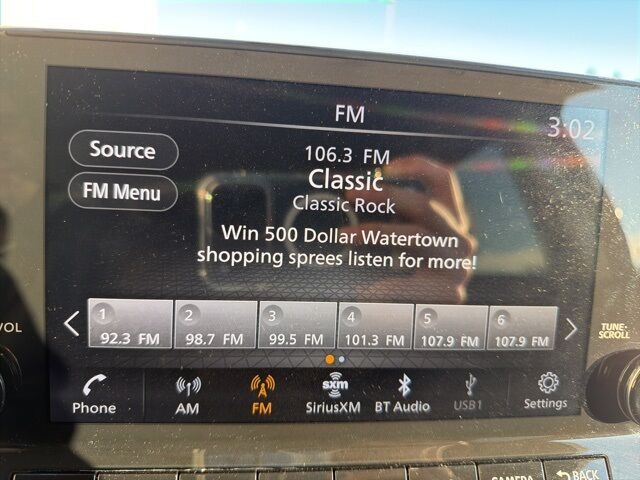 FM
3:02
Source
106.3 FM
Classic
FM Menu
Classic Rock
Win 500 Dollar Watertown
shopping sprees listen for more!
1 2 3 4 5 6
92.3 FM 98.7 FM 99.5 FM 101.3 FM 107.9 FM 107.9 FM
VOL
TUNE·
SCROLL
sxm
Phone AM FM SiriusXM BT Audio USB1 Settings
CAMERA BACK